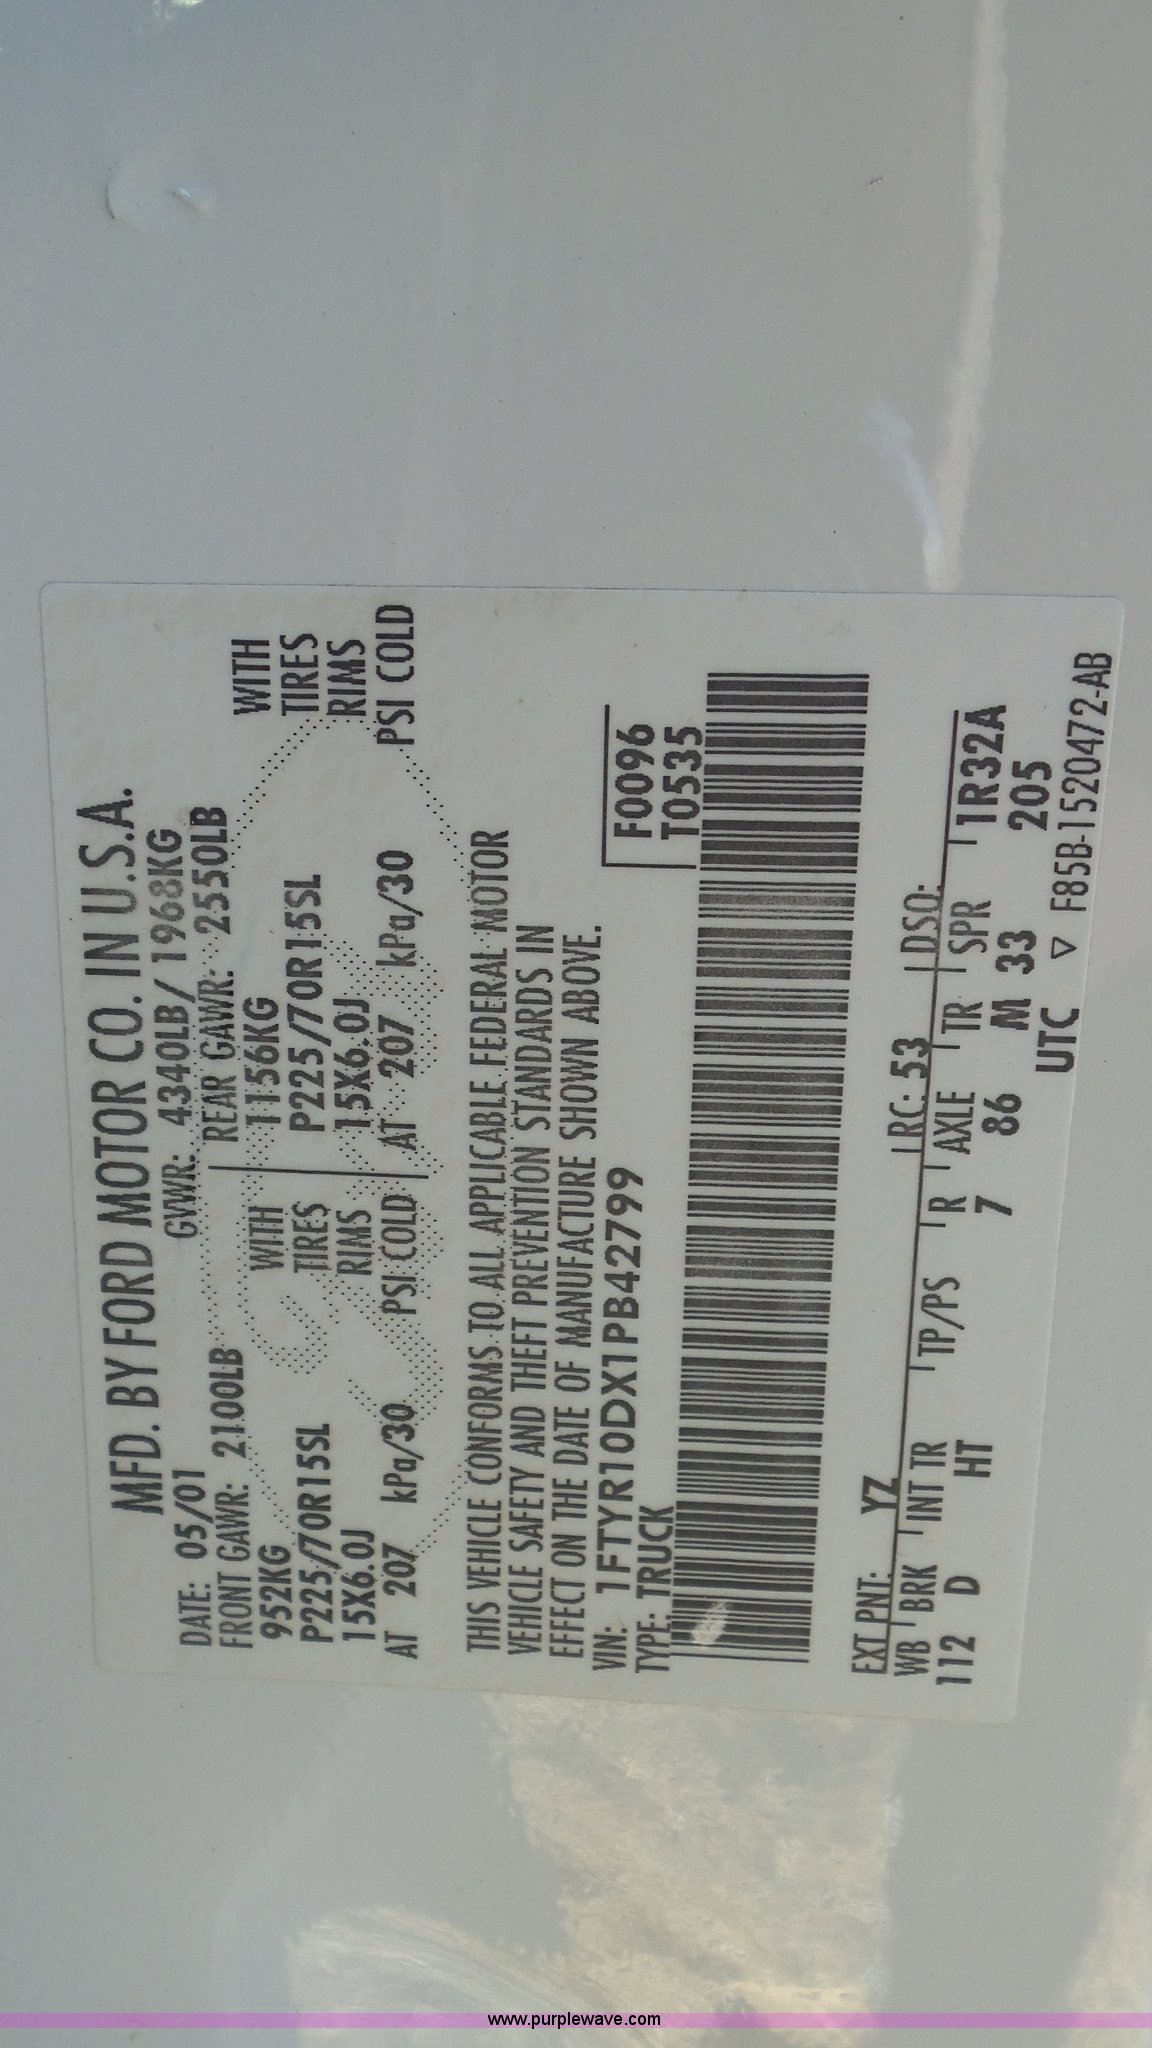 MFD. BY FORD MOTOR CO. IN U.S.A.
DATE: 05/01 GVWR: 4340LB/ 1968KG
FRONT GAWR: 2100LB REAR GAWR: 2550LB
952KG WITH 1156KG WITH
P225/70R15SL TIRES P225/70R15SL TIRES
15X6.0J RIMS 15X6.0J RIMS
AT 207 kPa/30 PSI COLD AT 207 kPa/30 PSI COLD
THIS VEHICLE CONFORMS TO ALL APPLICABLE FEDERAL MOTOR
VEHICLE SAFETY AND THEFT PREVENTION STANDARDS IN
EFFECT ON THE DATE OF MANUFACTURE SHOWN ABOVE.
VIN: 1FTYR10DX1PB42799 F0096
TYPE: TRUCK T0535
EXT PNT: YZ RC: 53 DSO:
WB BRK INT TR TP/PS R AXLE TR SPR 1R32A
112 D HT 7 86 M 33 205
UTC ▽ F85B-1520472-AB
www.purplewave.com